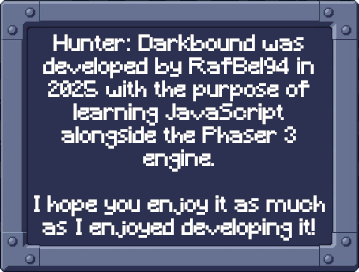 Hunter: Darkbound was
developed by RafBel94 in
2025 with the purpose of
learning JavaScript
alongside the Phaser 3
engine.
I hope you enjoy it as much
as I enjoyed developing it!